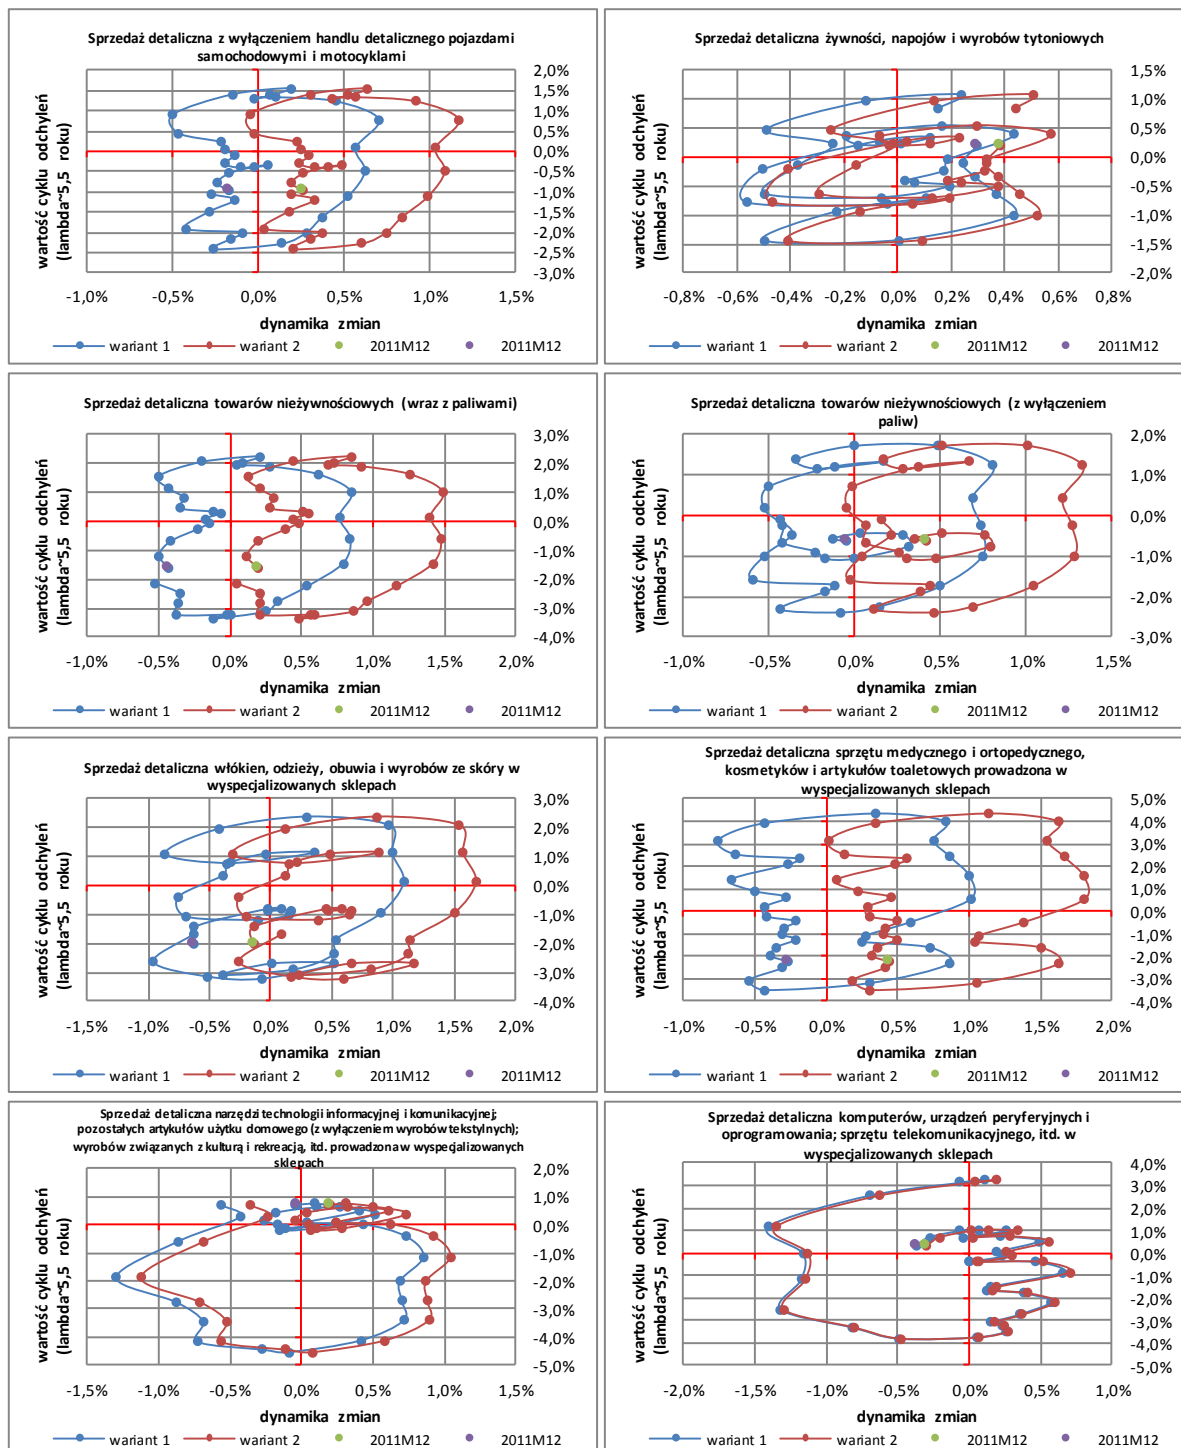 Sprzedaż detaliczna z wyłączeniem handlu detalicznego pojazdami
samochodowymi i motocyklami
wartość cyklu odchyleń
(lambda~5,5 roku)
2,0%
1,5%
1,0%
0,5%
0,0%
-0,5%
-1,0%
-1,5%
-2,0%
-2,5%
-3,0%
-1,0% -0,5% 0,0% 0,5% 1,0% 1,5%
dynamika zmian
wariant 1 wariant 2 2011M12 2011M12
Sprzedaż detaliczna żywności, napojów i wyrobów tytoniowych
wartość cyklu odchyleń
(lambda~5,5 roku)
1,5%
1,0%
0,5%
0,0%
-0,5%
-1,0%
-1,5%
-2,0%
-0,8% -0,6% -0,4% -0,2% 0,0% 0,2% 0,4% 0,6% 0,8%
dynamika zmian
wariant 1 wariant 2 2011M12 2011M12
Sprzedaż detaliczna towarów nieżywnościowych (wraz z paliwami)
wartość cyklu odchyleń
(lambda~5,5 roku)
3,0%
2,0%
1,0%
0,0%
-1,0%
-2,0%
-3,0%
-4,0%
-1,0% -0,5% 0,0% 0,5% 1,0% 1,5% 2,0%
dynamika zmian
wariant 1 wariant 2 2011M12 2011M12
Sprzedaż detaliczna towarów nieżywnościowych (z wyłączeniem
paliw)
wartość cyklu odchyleń
(lambda~5,5 roku)
2,0%
1,0%
0,0%
-1,0%
-2,0%
-3,0%
-1,0% -0,5% 0,0% 0,5% 1,0% 1,5%
dynamika zmian
wariant 1 wariant 2 2011M12 2011M12
Sprzedaż detaliczna włókien, odzieży, obuwia i wyrobów ze skóry w
wyspecjalizowanych sklepach
wartość cyklu odchyleń
(lambda~5,5 roku)
3,0%
2,0%
1,0%
0,0%
-1,0%
-2,0%
-3,0%
-4,0%
-1,5% -1,0% -0,5% 0,0% 0,5% 1,0% 1,5% 2,0%
dynamika zmian
wariant 1 wariant 2 2011M12 2011M12
Sprzedaż detaliczna sprzętu medycznego i ortopedycznego,
kosmetyków i artykułów toaletowych prowadzona w
wyspecjalizowanych sklepach
wartość cyklu odchyleń
(lambda~5,5 roku)
5,0%
4,0%
3,0%
2,0%
1,0%
0,0%
-1,0%
-2,0%
-3,0%
-4,0%
-1,0% -0,5% 0,0% 0,5% 1,0% 1,5% 2,0%
dynamika zmian
wariant 1 wariant 2 2011M12 2011M12
Sprzedaż detaliczna narzędzi technologii informacyjnej i komunikacyjnej;
pozostałych artykułów użytku domowego (z wyłączeniem wyrobów tekstylnych);
wyrobów związanych z kulturą i rekreacją, itd. prowadzona w wyspecjalizowanych
sklepach
wartość cyklu odchyleń
(lambda~5,5 roku)
2,0%
1,0%
0,0%
-1,0%
-2,0%
-3,0%
-4,0%
-5,0%
-1,5% -1,0% -0,5% 0,0% 0,5% 1,0% 1,5%
dynamika zmian
wariant 1 wariant 2 2011M12 2011M12
Sprzedaż detaliczna komputerów, urządzeń peryferyjnych i
oprogramowania; sprzętu telekomunikacyjnego, itd. w
wyspecjalizowanych sklepach
wartość cyklu odchyleń
(lambda~5,5 roku)
4,0%
3,0%
2,0%
1,0%
0,0%
-1,0%
-2,0%
-3,0%
-4,0%
-5,0%
-2,0% -1,5% -1,0% -0,5% 0,0% 0,5% 1,0%
dynamika zmian
wariant 1 wariant 2 2011M12 2011M12